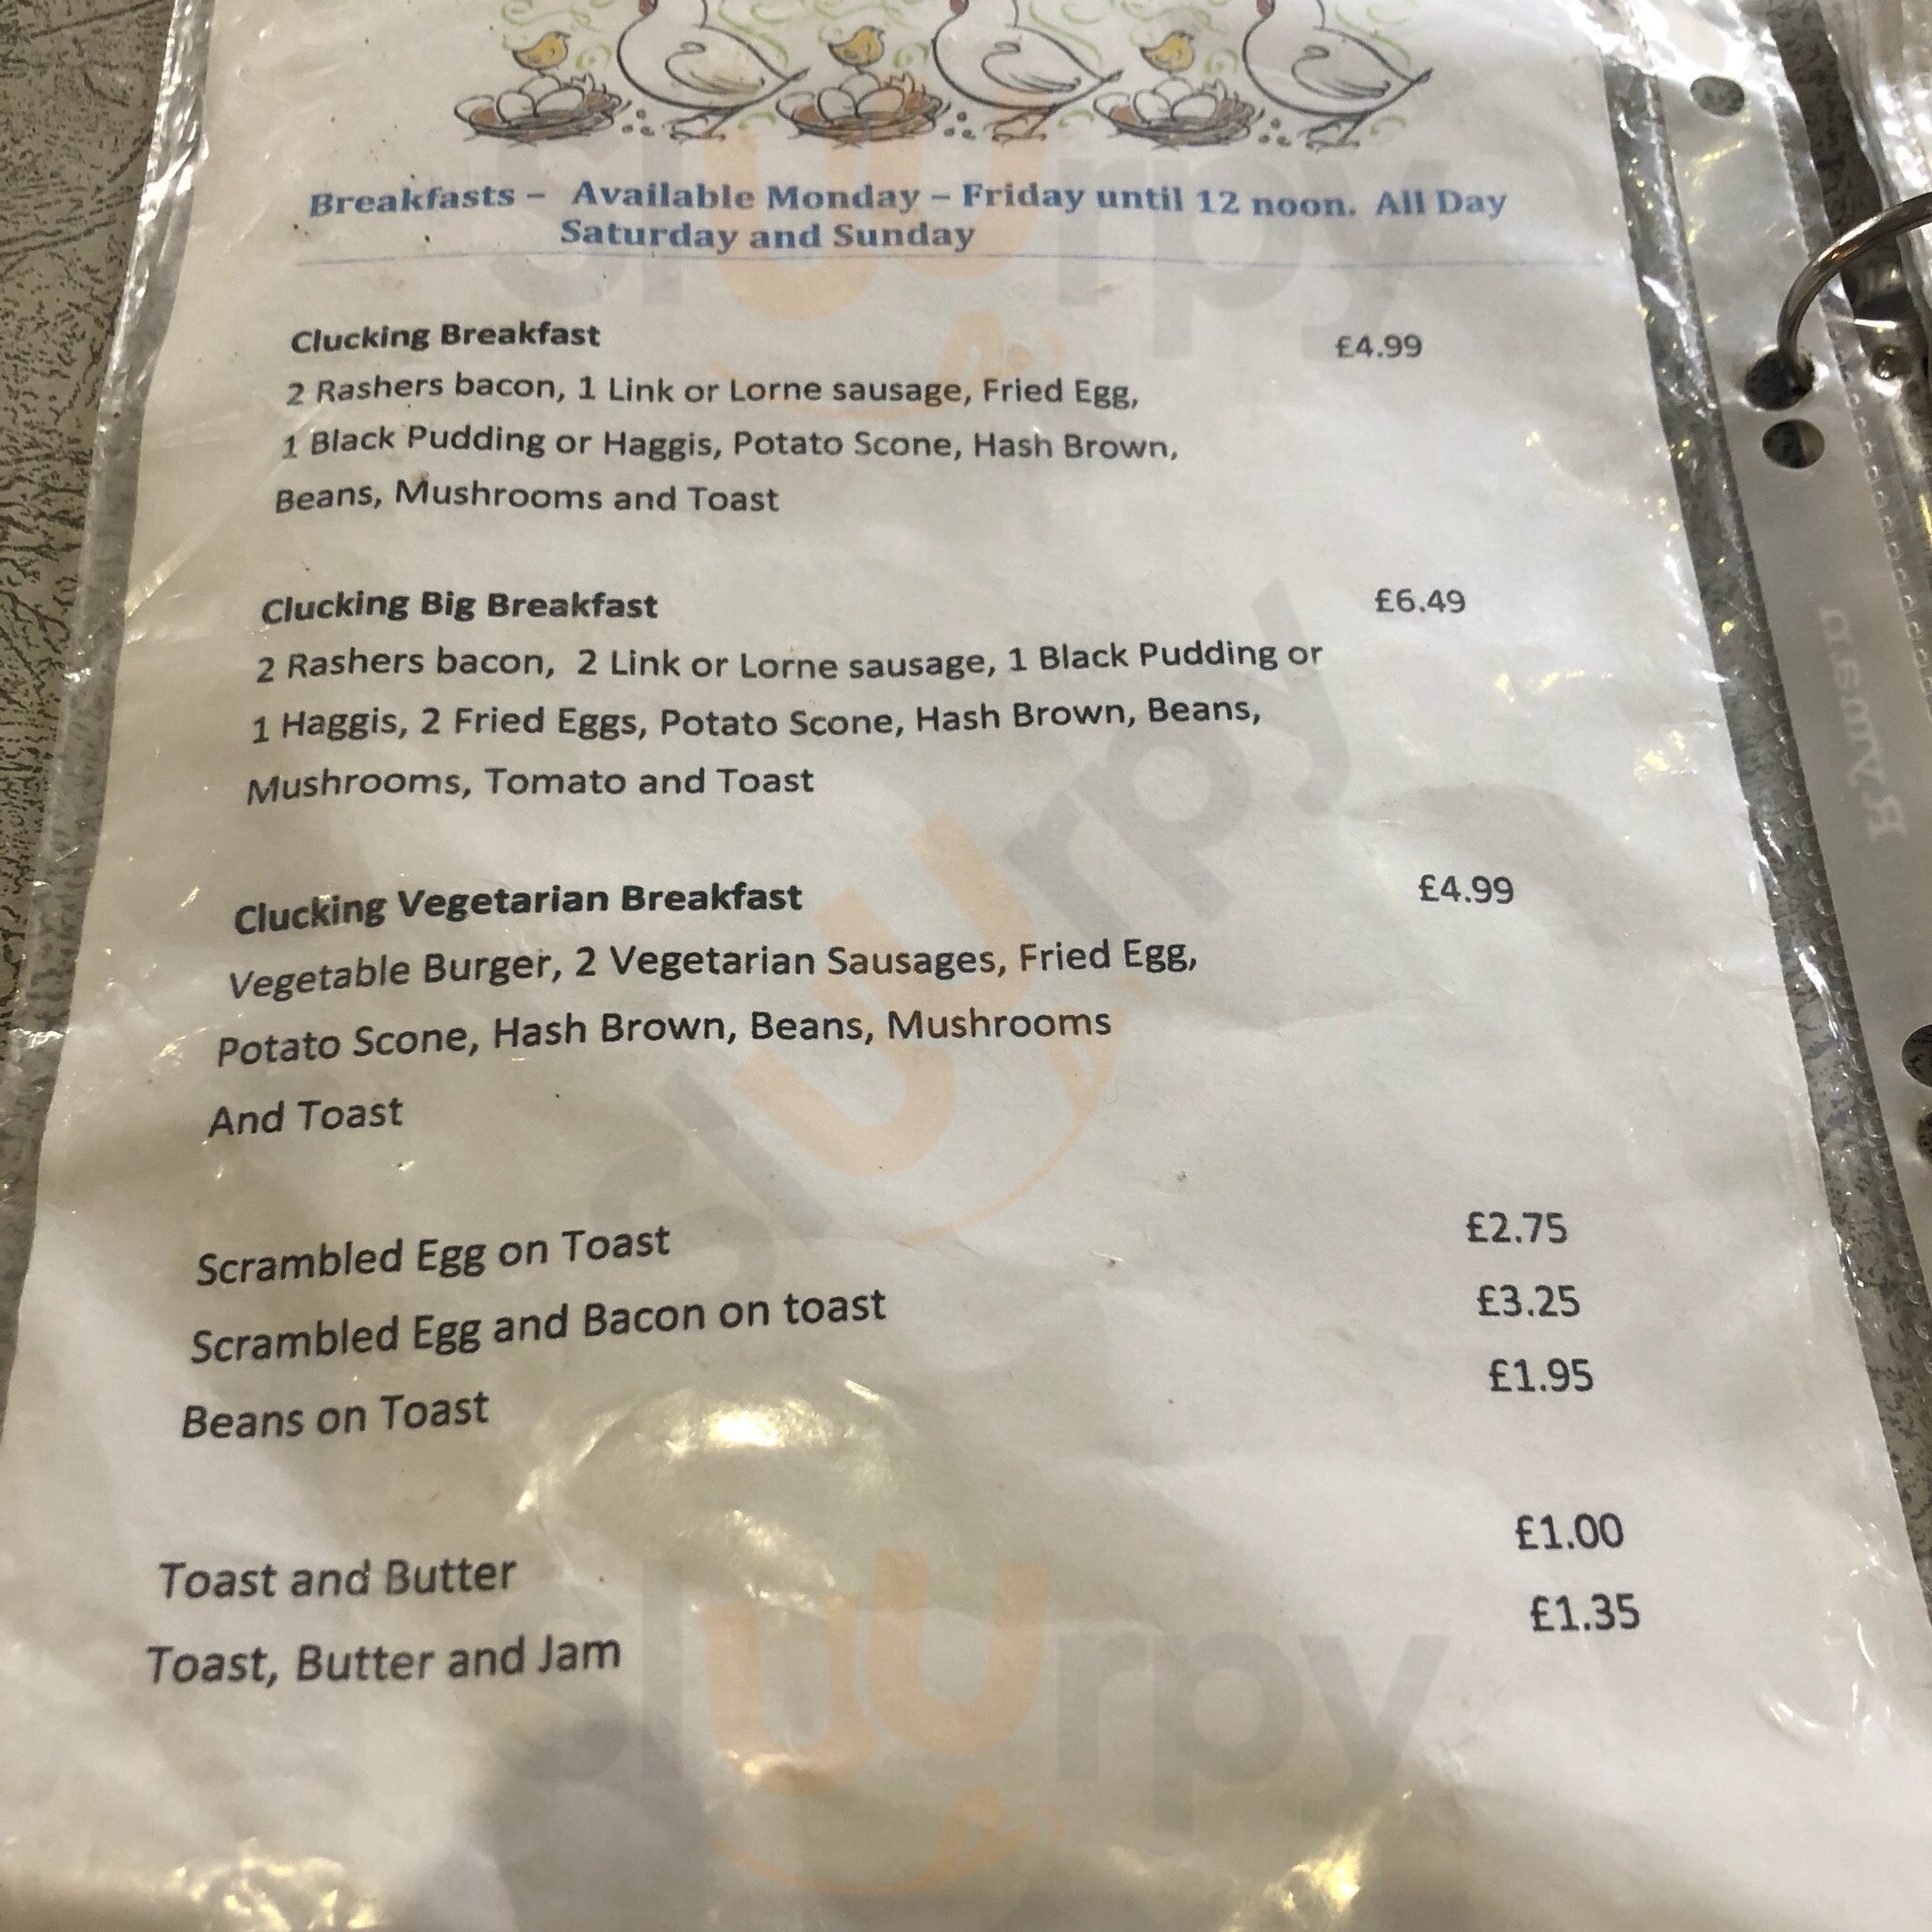 Breakfasts – Available Monday – Friday until 12 noon. All Day
Saturday and Sunday
Clucking Breakfast £4.99
2 Rashers bacon, 1 Link or Lorne sausage, Fried Egg,
1 Black Pudding or Haggis, Potato Scone, Hash Brown,
Beans, Mushrooms and Toast
Clucking Big Breakfast £6.49
2 Rashers bacon, 2 Link or Lorne sausage, 1 Black Pudding or
1 Haggis, 2 Fried Eggs, Potato Scone, Hash Brown, Beans,
Mushrooms, Tomato and Toast
Clucking Vegetarian Breakfast £4.99
Vegetable Burger, 2 Vegetarian Sausages, Fried Egg,
Potato Scone, Hash Brown, Beans, Mushrooms
And Toast
Scrambled Egg on Toast £2.75
Scrambled Egg and Bacon on toast £3.25
Beans on Toast £1.95
Toast and Butter £1.00
Toast, Butter and Jam £1.35
Ryman
sluurpy
sluurpy
sluurpy